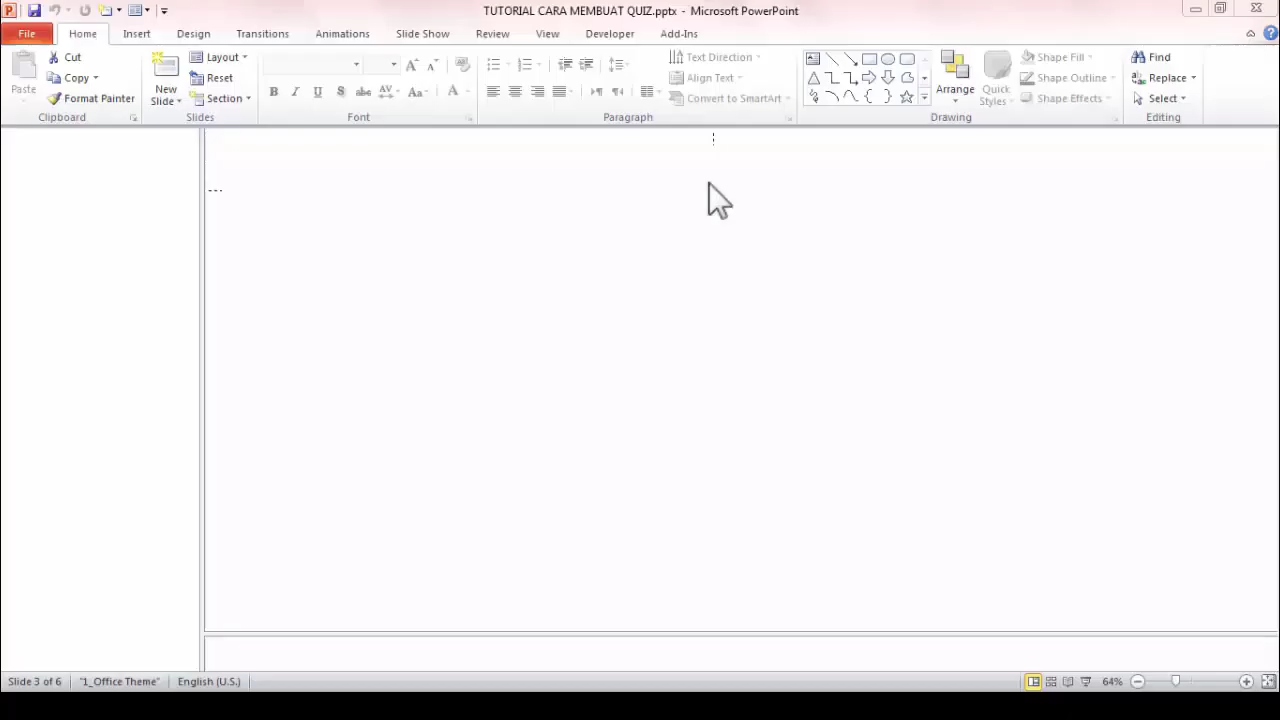 TUTORIAL CARA MEMBUAT QUIZ.pptx - Microsoft PowerPoint
File Home Insert Design Transitions Animations Slide Show Review View Developer Add-Ins
Paste
Cut
Copy
Format Painter
Clipboard
New Slide
Layout
Reset
Section
Slides
B I U S abc AV Aa A
Font
Paragraph
Text Direction
Align Text
Convert to SmartArt
Arrange
Quick Styles
Shape Fill
Shape Outline
Shape Effects
Drawing
Find
Replace
Select
Editing
Slide 3 of 6 "1_Office Theme" English (U.S.) 64%